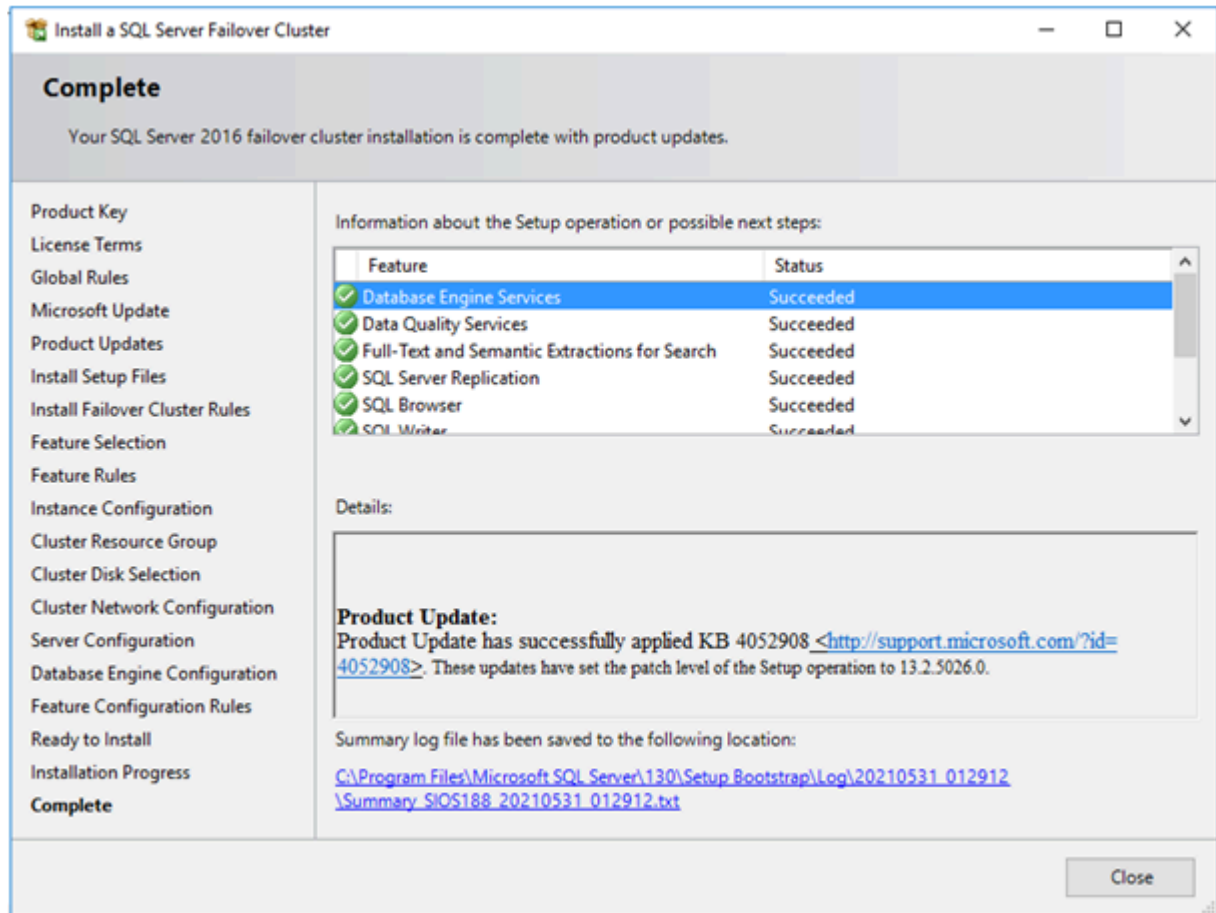 Install a SQL Server Failover Cluster
Complete
Your SQL Server 2016 failover cluster installation is complete with product updates.
Product Key
License Terms
Global Rules
Microsoft Update
Product Updates
Install Setup Files
Install Failover Cluster Rules
Feature Selection
Feature Rules
Instance Configuration
Cluster Resource Group
Cluster Disk Selection
Cluster Network Configuration
Server Configuration
Database Engine Configuration
Feature Configuration Rules
Ready to Install
Installation Progress
Complete
Information about the Setup operation or possible next steps:
Feature Status
Database Engine Services Succeeded
Data Quality Services Succeeded
Full-Text and Semantic Extractions for Search Succeeded
SQL Server Replication Succeeded
SQL Browser Succeeded
SQL Writer Succeeded
Details:
Product Update:
Product Update has successfully applied KB 4052908 <http://support.microsoft.com/?id=
4052908>. These updates have set the patch level of the Setup operation to 13.2.5026.0.
Summary log file has been saved to the following location:
C:\Program Files\Microsoft SQL Server\130\Setup Bootstrap\Log\20210531_012912
\Summary_SIOS188_20210531_012912.txt
Close